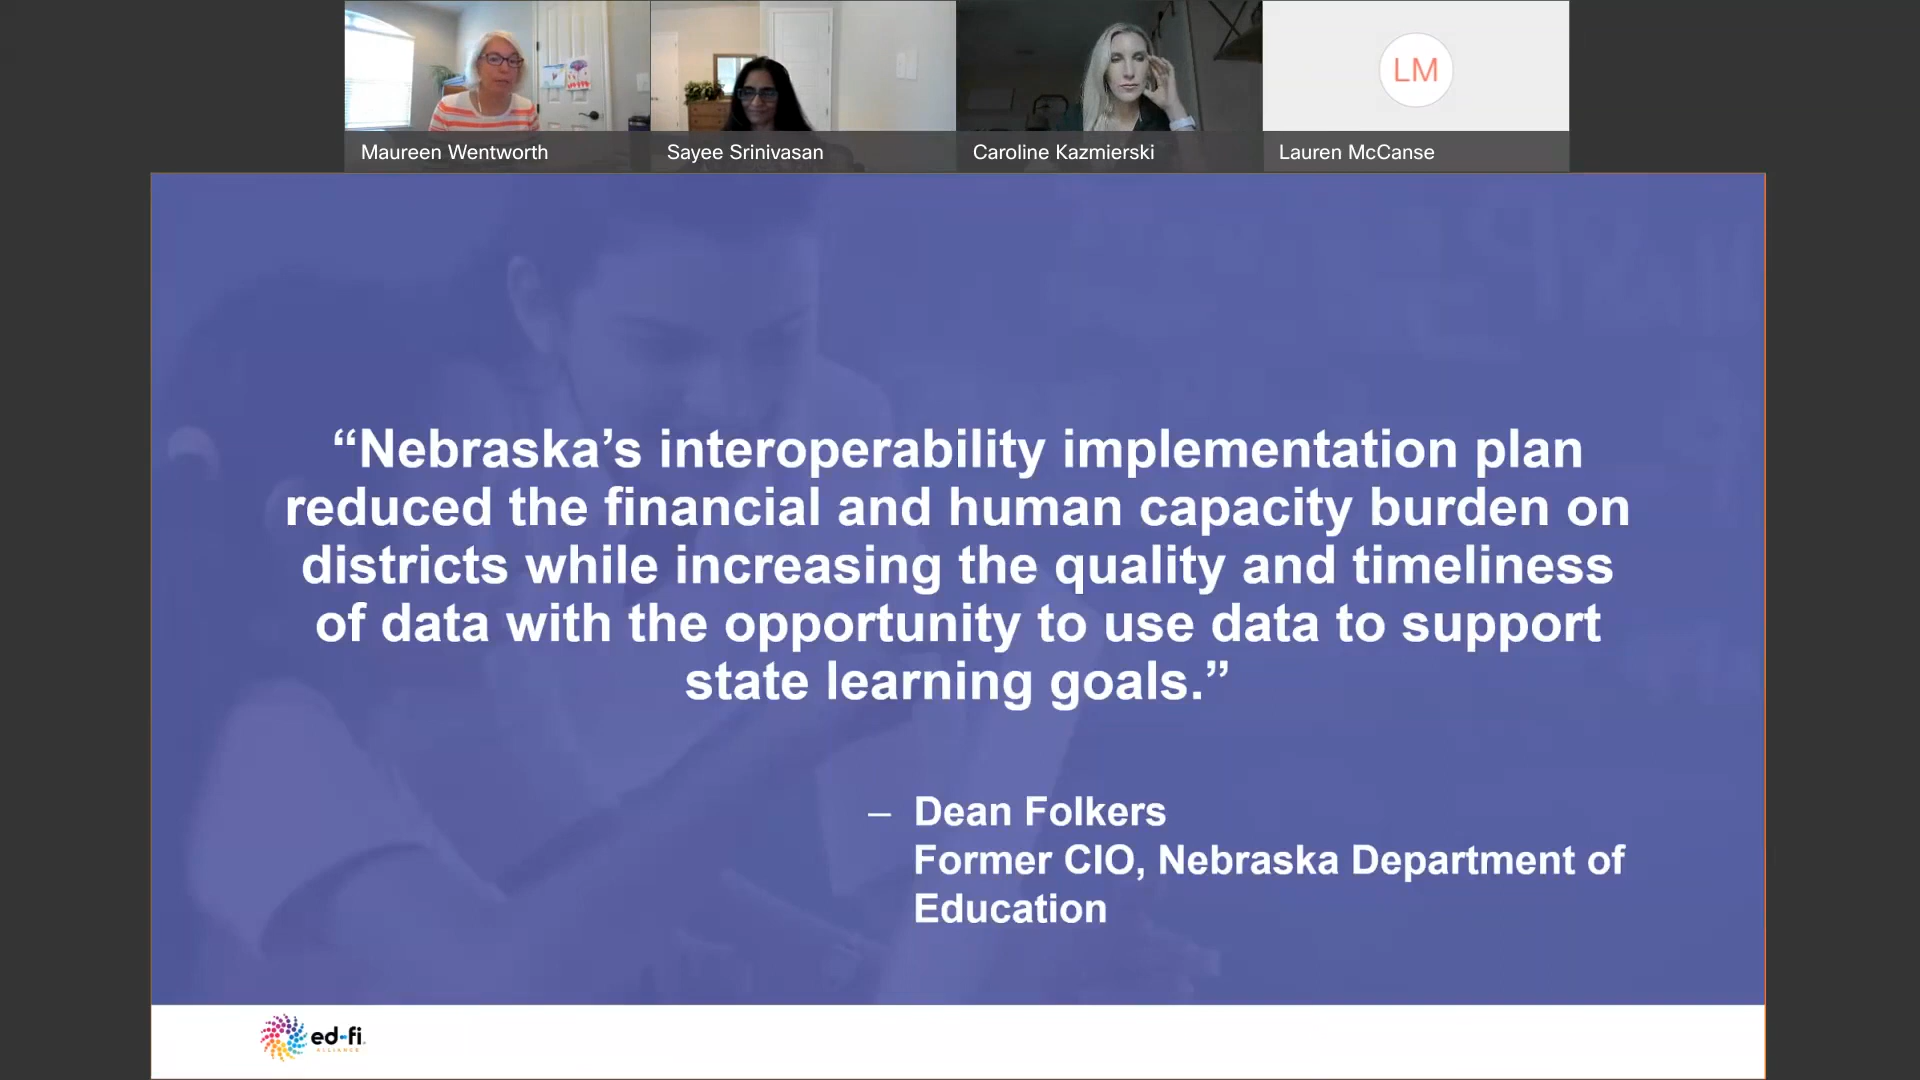 LM
Maureen Wentworth
Sayee Srinivasan
Caroline Kazmierski
Lauren McCanse
“Nebraska’s interoperability implementation plan
reduced the financial and human capacity burden on
districts while increasing the quality and timeliness
of data with the opportunity to use data to support
state learning goals.”
– Dean Folkers
Former CIO, Nebraska Department of
Education
ed-fi
ALLIANCE